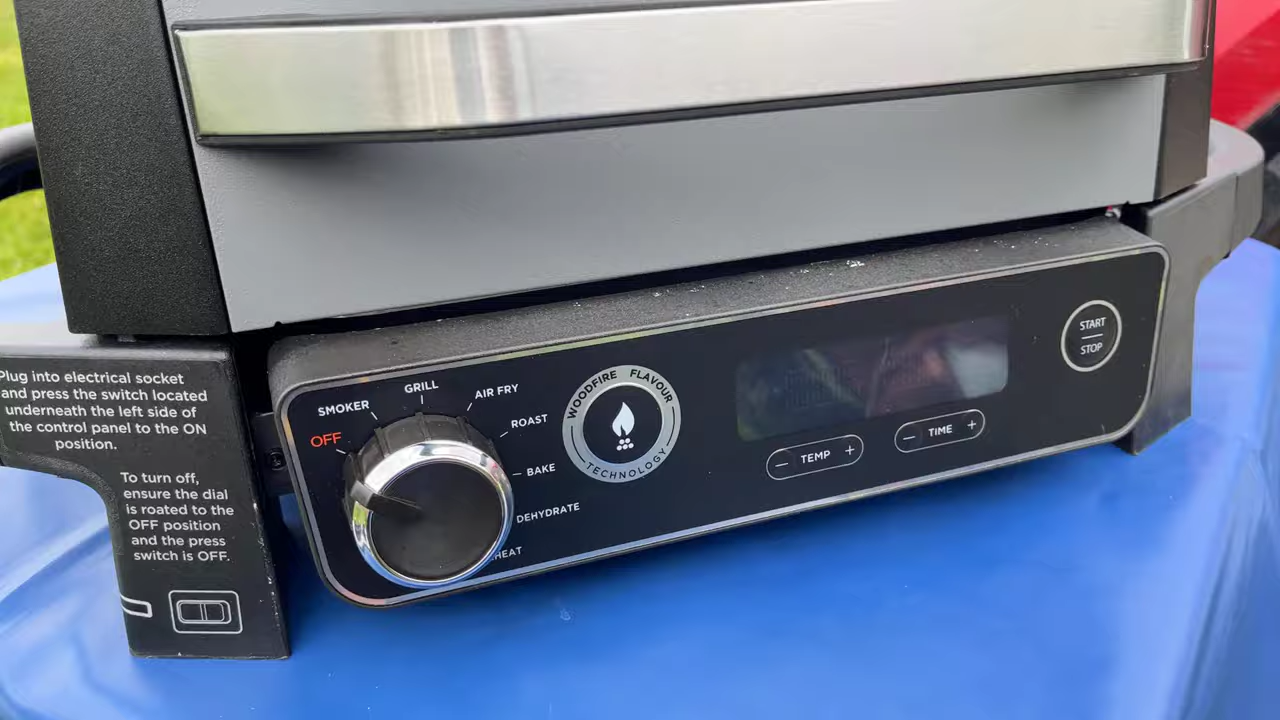 Plug into electrical socket
and press the switch located
underneath the left side of
the control panel to the ON
position.
To turn off,
ensure the dial
is roated to the
OFF position
and the press
switch is OFF.
OFF
SMOKER
GRILL
AIR FRY
ROAST
BAKE
DEHYDRATE
WOODFIRE FLAVOUR
TECHNOLOGY
− TEMP +
− TIME +
START
STOP